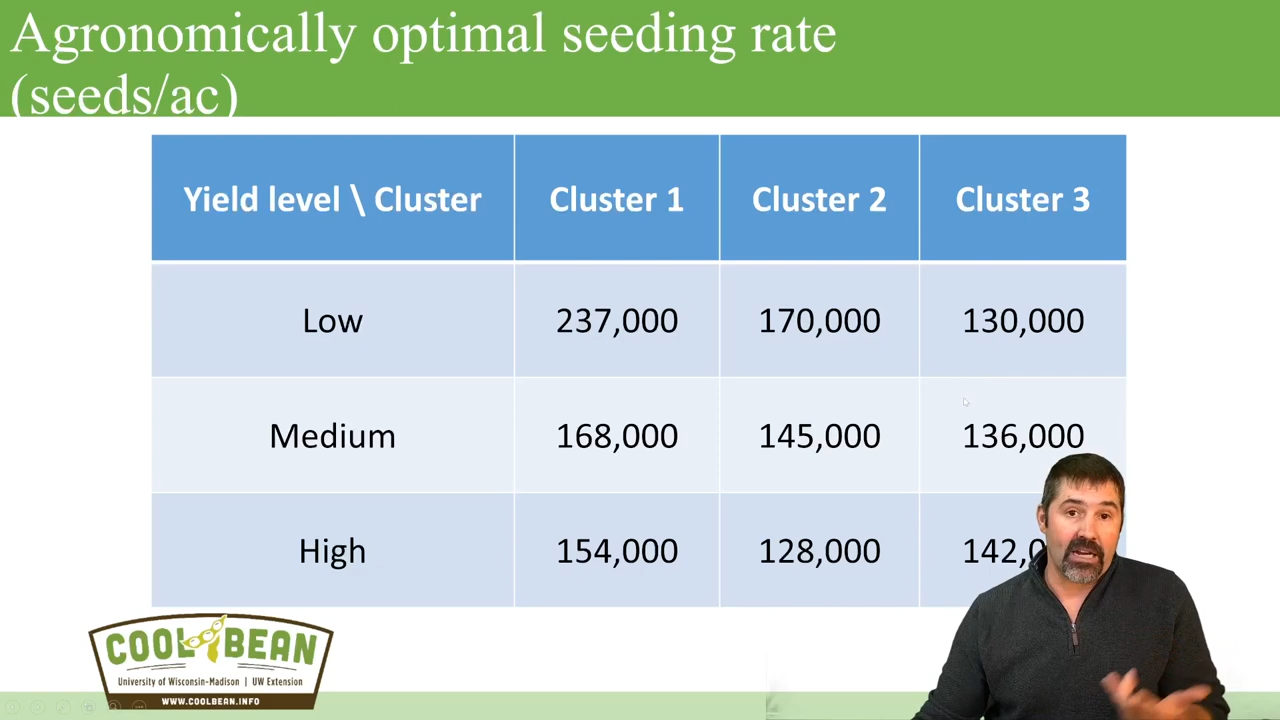 Agronomically optimal seeding rate
(seeds/ac)
Yield level \ Cluster Cluster 1 Cluster 2 Cluster 3
Low 237,000 170,000 130,000
Medium 168,000 145,000 136,000
High 154,000 128,000 142,0
COOL BEAN
University of Wisconsin-Madison | UW Extension
WWW.COOLBEAN.INFO